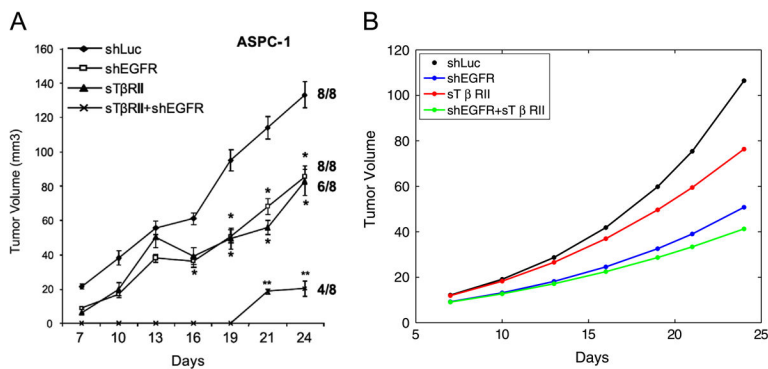 A
ASPC-1
shLuc
shEGFR
sTβRII
sTβRII+shEGFR
Tumor Volume (mm3)
160
140
120
100
80
60
40
20
0
7 10 13 16 19 21 24
Days
8/8
8/8
6/8
4/8
*
*
*
*
*
*
*
*
**
**
B
shLuc
shEGFR
sT β RII
shEGFR+sT β RII
Tumor Volume
120
100
80
60
40
20
0
5 10 15 20 25
Days